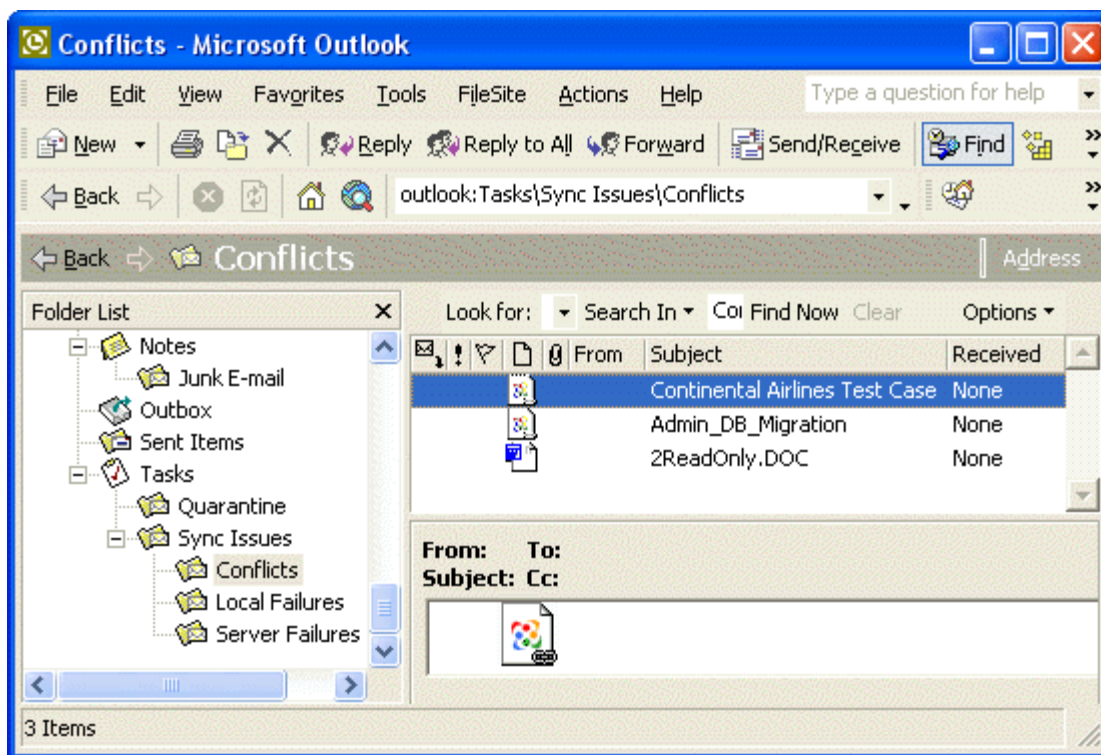 Conflicts - Microsoft Outlook
File Edit View Favorites Tools FileSite Actions Help Type a question for help
New Reply Reply to All Forward Send/Receive Find
Back outlook:Tasks\Sync Issues\Conflicts
Back Conflicts Address
Folder List
Look for: Search In Find Now Clear Options
From Subject Received
Notes
Junk E-mail
Outbox
Sent Items
Tasks
Quarantine
Sync Issues
Conflicts
Local Failures
Server Failures
Continental Airlines Test Case None
Admin_DB_Migration None
2ReadOnly.DOC None
From: To:
Subject: Cc:
3 Items